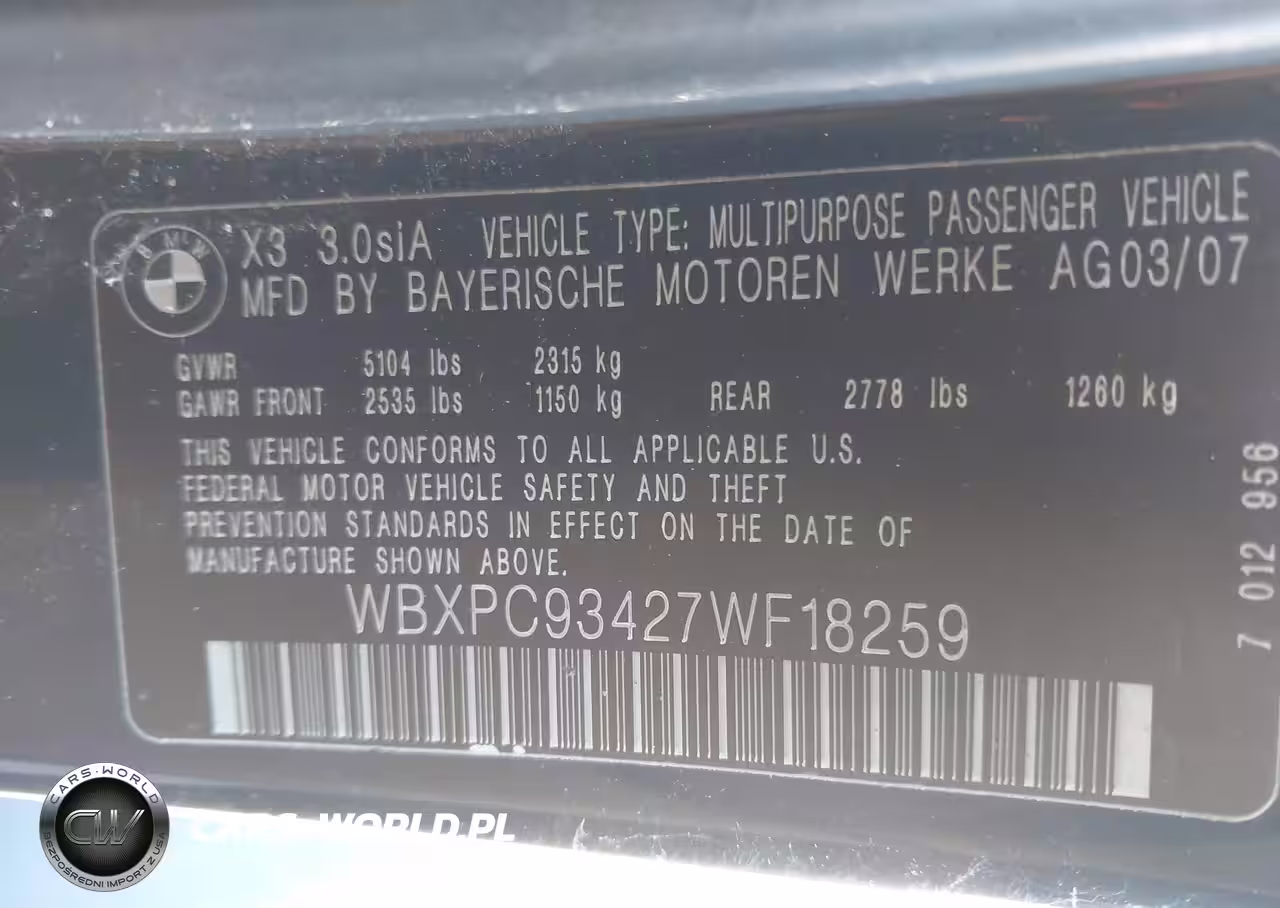 BMW
X3 3.0siA VEHICLE TYPE: MULTIPURPOSE PASSENGER VEHICLE
MFD BY BAYERISCHE MOTOREN WERKE AG03/07
GVWR 5104 lbs 2315 kg
GAWR FRONT 2535 lbs 1150 kg REAR 2778 lbs 1260 kg
THIS VEHICLE CONFORMS TO ALL APPLICABLE U.S.
FEDERAL MOTOR VEHICLE SAFETY AND THEFT
PREVENTION STANDARDS IN EFFECT ON THE DATE OF
MANUFACTURE SHOWN ABOVE.
WBXPC93427WF18259
7 012 956
CARS-WORLD
CW
BEZPOŚREDNI IMPORT Z USA
CARS-WORLD.PL